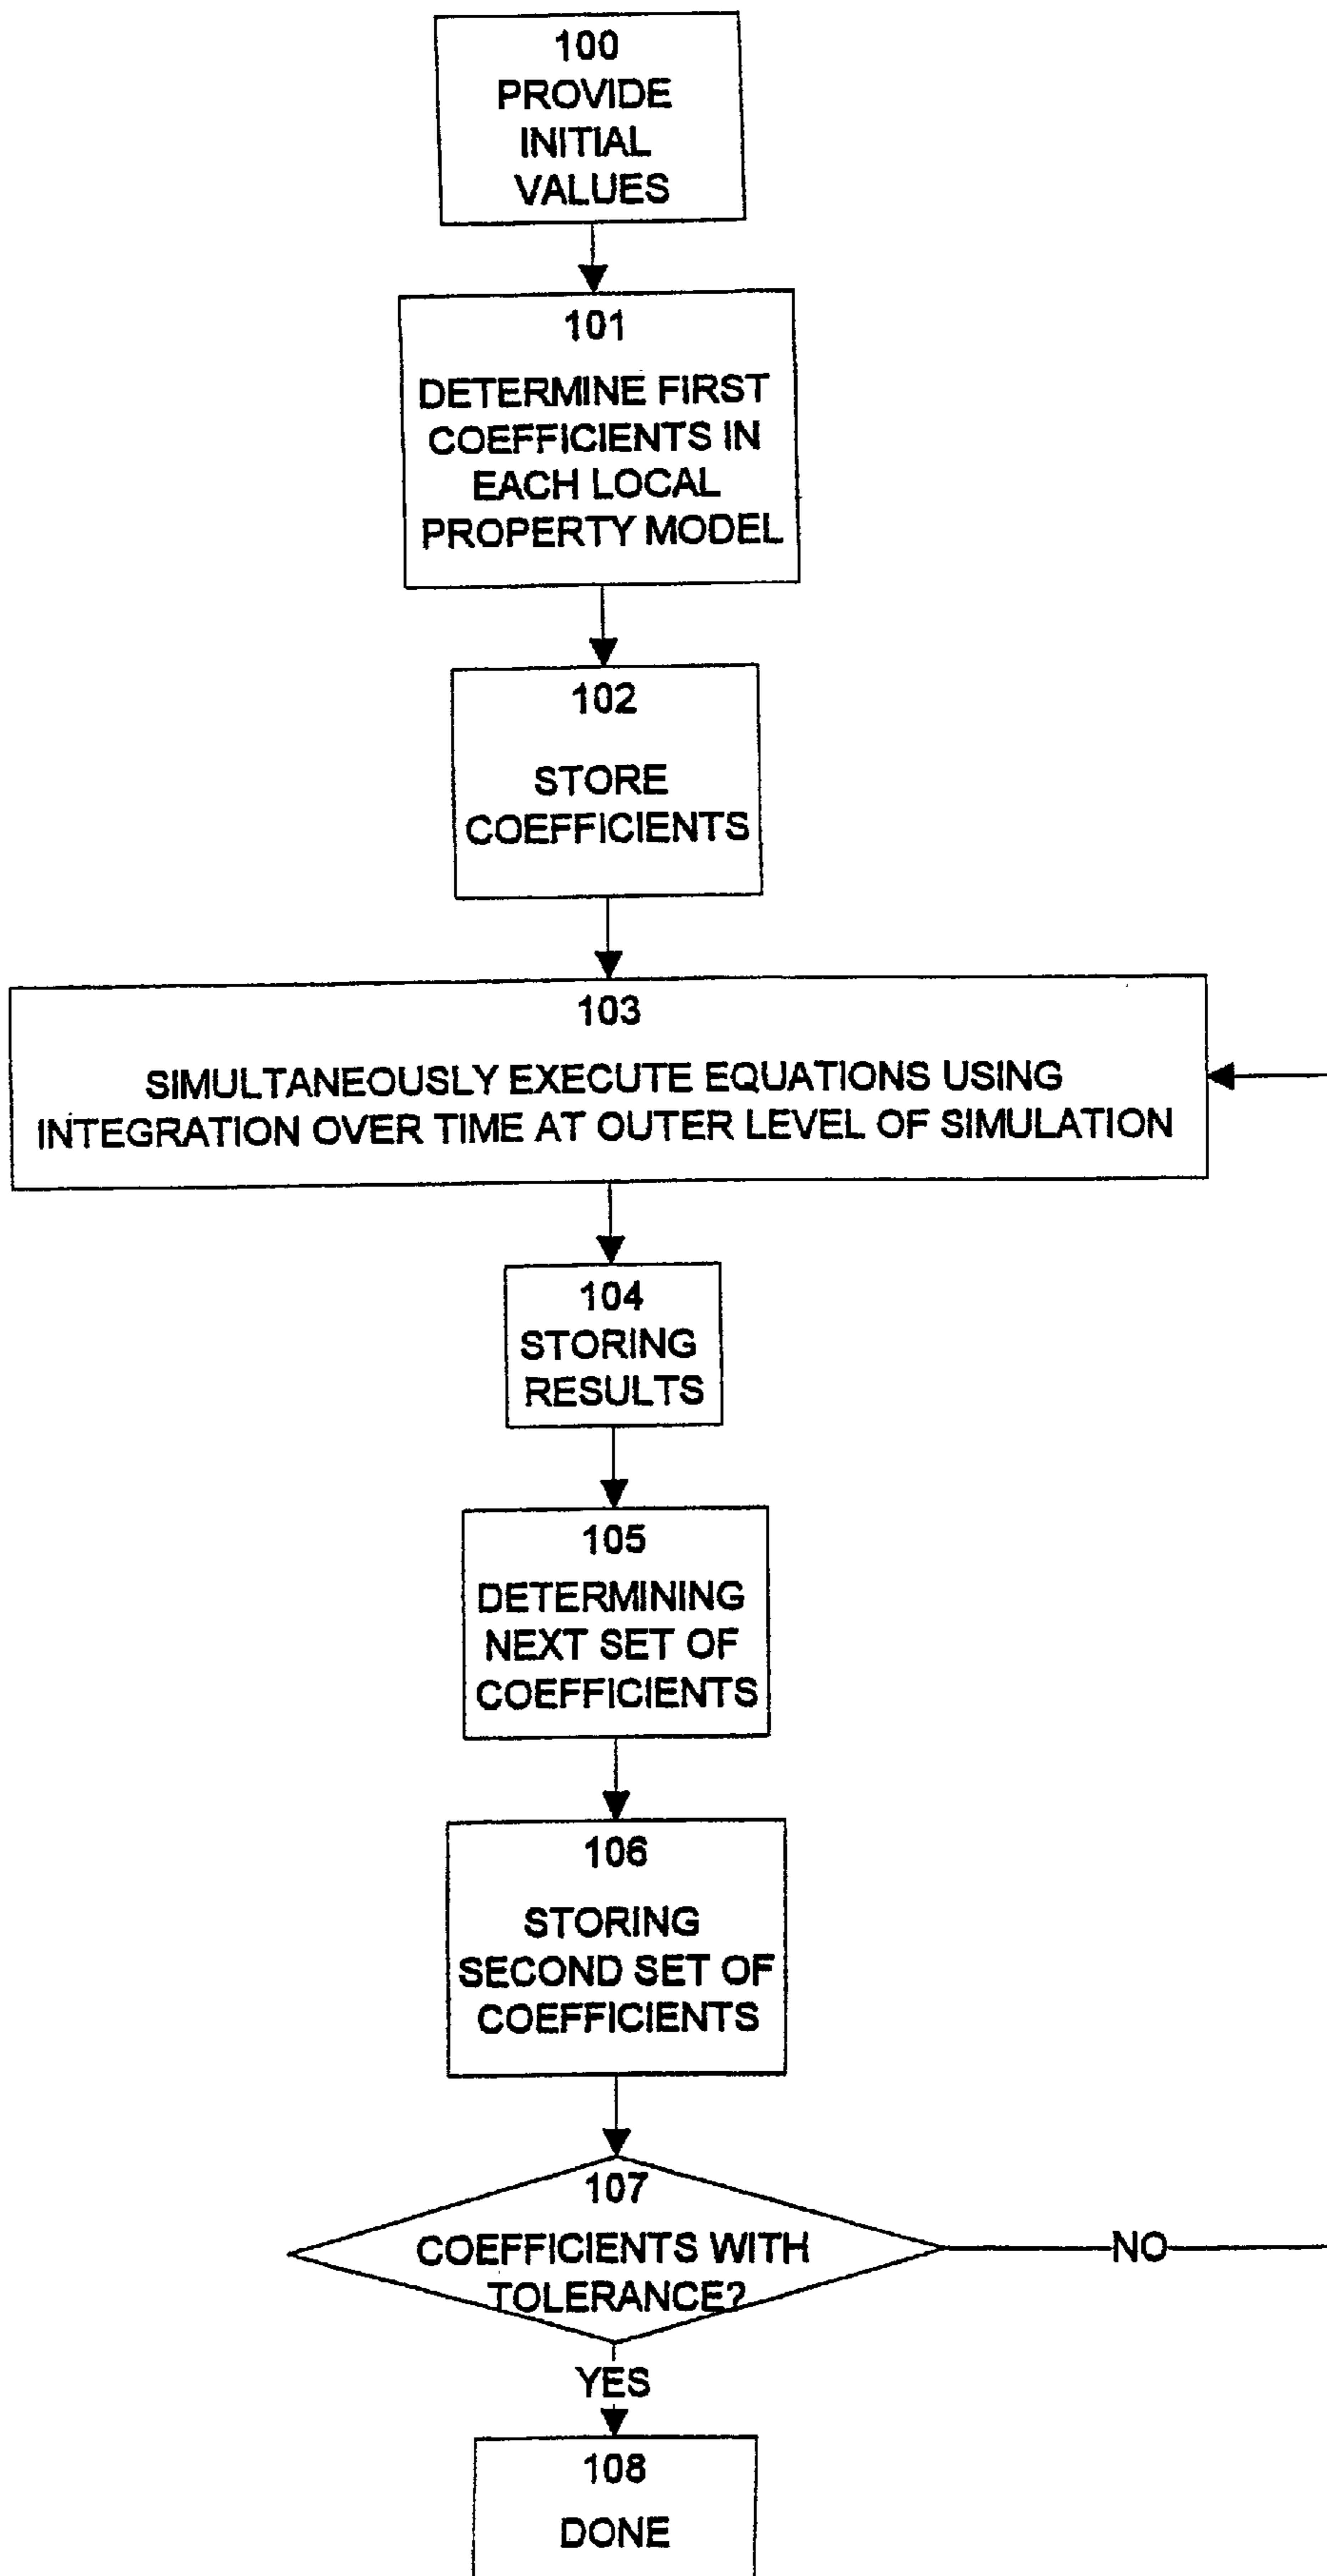 100
PROVIDE
INITIAL
VALUES
101
DETERMINE FIRST
COEFFICIENTS IN
EACH LOCAL
PROPERTY MODEL
102
STORE
COEFFICIENTS
103
SIMULTANEOUSLY EXECUTE EQUATIONS USING
INTEGRATION OVER TIME AT OUTER LEVEL OF SIMULATION
104
STORING
RESULTS
105
DETERMINING
NEXT SET OF
COEFFICIENTS
106
STORING
SECOND SET OF
COEFFICIENTS
107
COEFFICIENTS WITH
TOLERANCE?
NO
YES
108
DONE